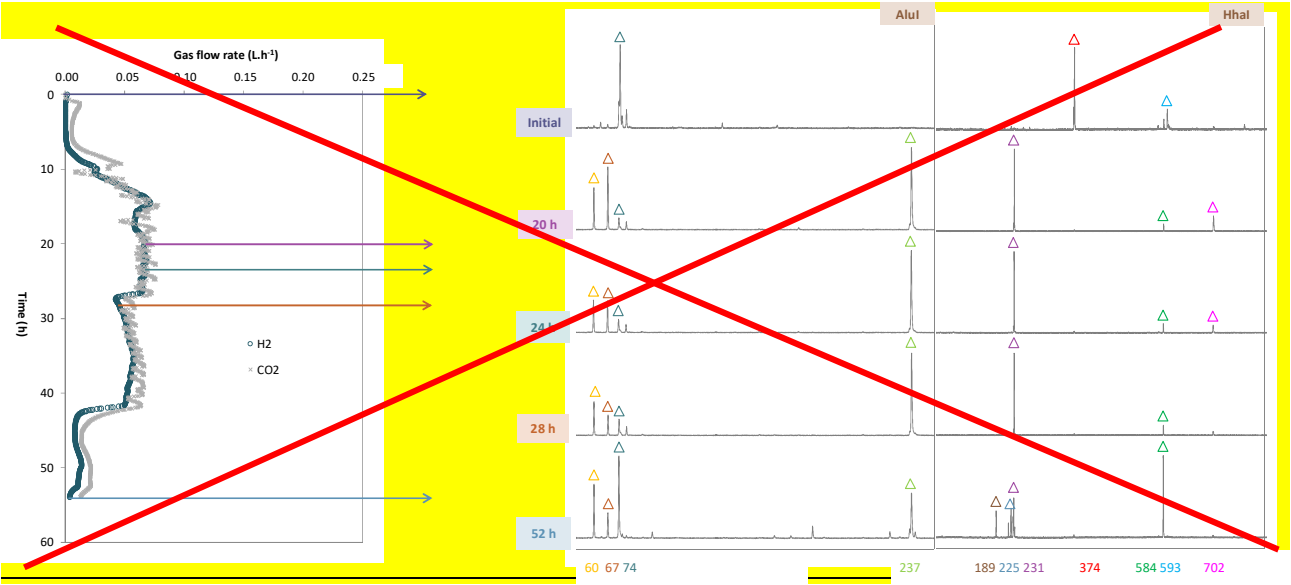 AluI
HhaI
Gas flow rate (L.h-1)
0.00 0.05 0.10 0.15 0.20 0.25
0
10
20
30
40
50
60
Time (h)
H2
CO2
Initial
20 h
24 h
28 h
52 h
60 67 74 237 189 225 231 374 584 593 702